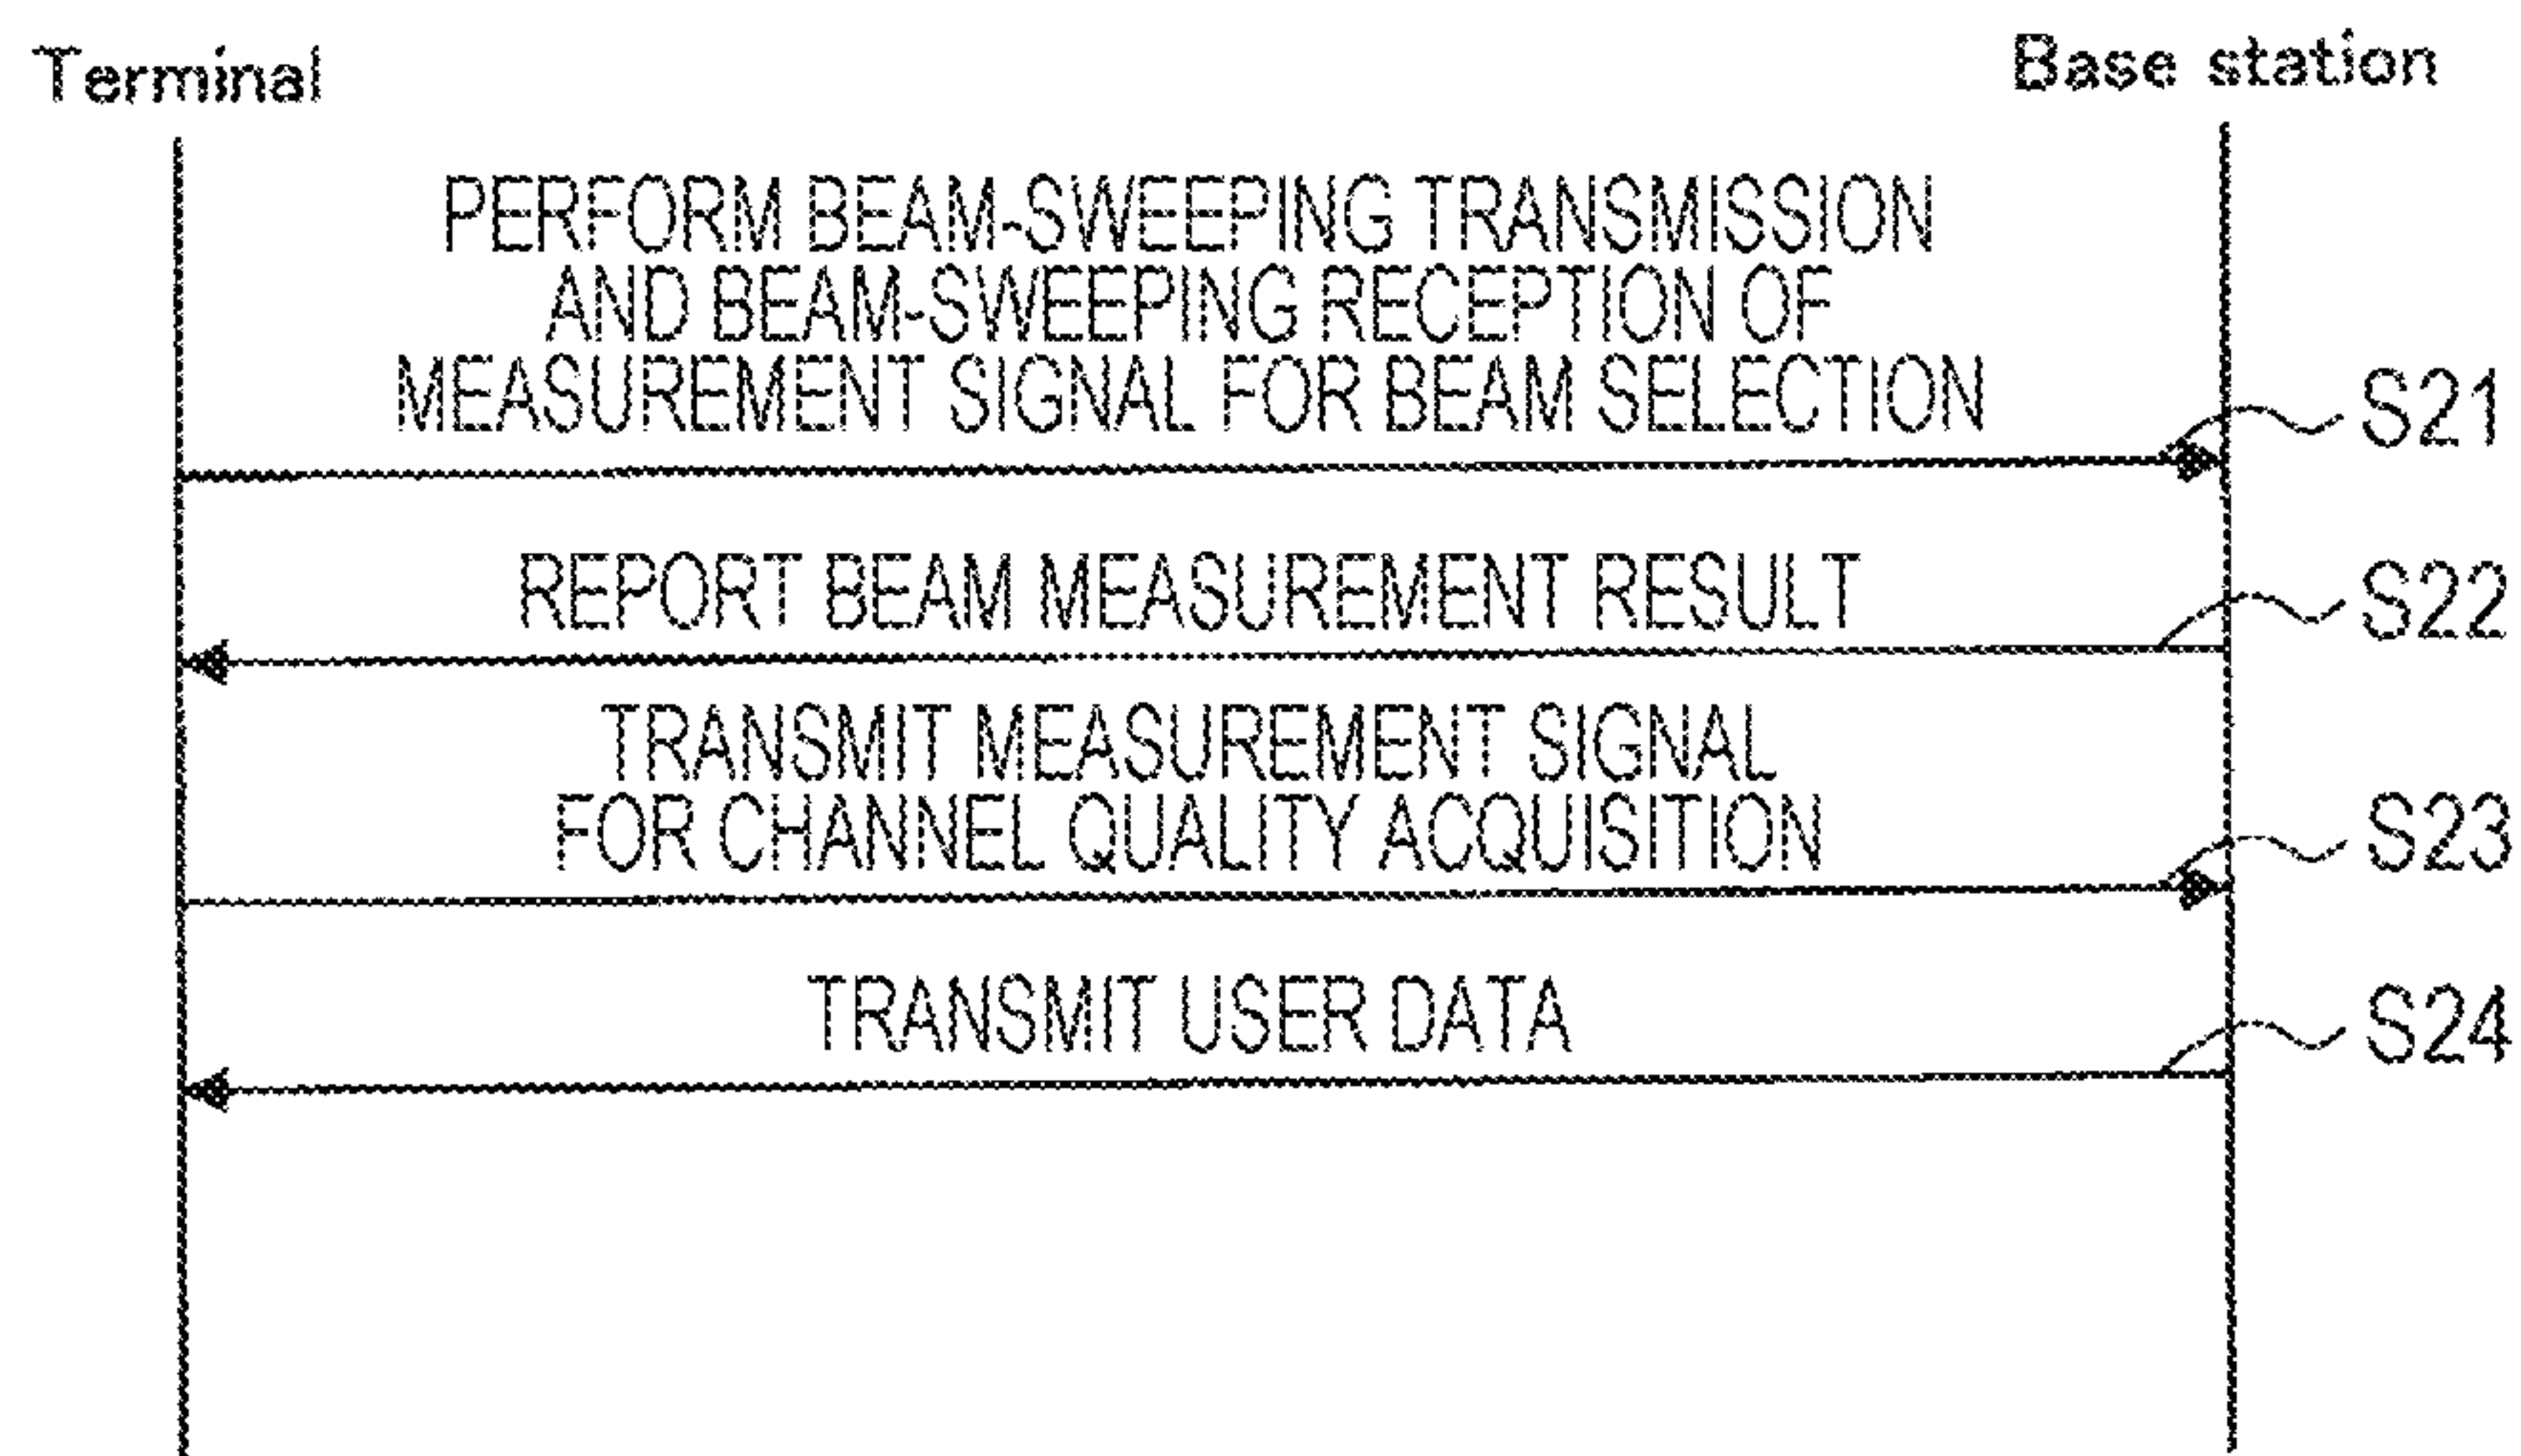 Terminal
Base station
PERFORM BEAM-SWEEPING TRANSMISSION
AND BEAM-SWEEPING RECEPTION OF
MEASUREMENT SIGNAL FOR BEAM SELECTION
S21
REPORT BEAM MEASUREMENT RESULT
S22
TRANSMIT MEASUREMENT SIGNAL
FOR CHANNEL QUALITY ACQUISITION
S23
TRANSMIT USER DATA
S24